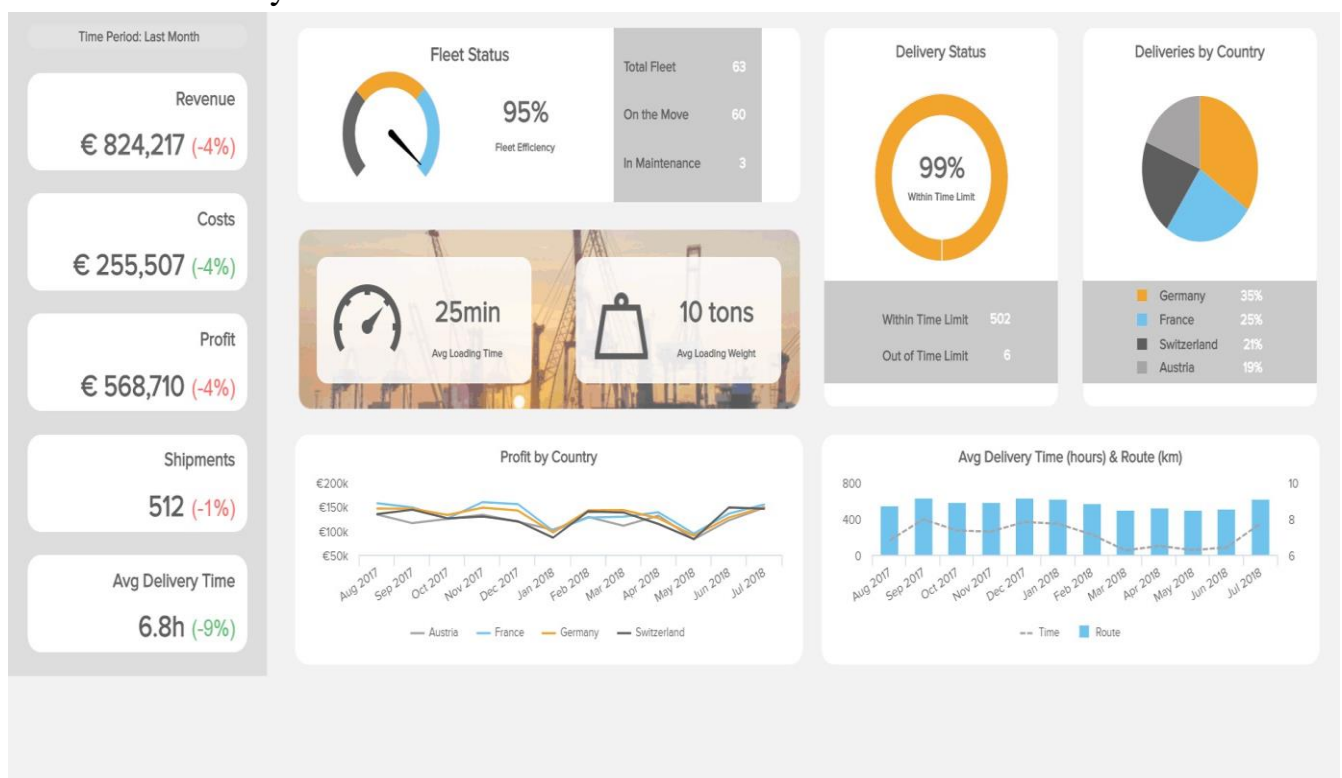 Time Period: Last Month
Revenue
€ 824,217 (-4%)
Costs
€ 255,507 (-4%)
Profit
€ 568,710 (-4%)
Shipments
512 (-1%)
Avg Delivery Time
6.8h (-9%)
Fleet Status
95%
Fleet Efficiency
Total Fleet 63
On the Move 60
In Maintenance 3
25min
Avg Loading Time
10 tons
Avg Loading Weight
Delivery Status
99%
Within Time Limit
Within Time Limit 502
Out of Time Limit 6
Deliveries by Country
Germany 35%
France 25%
Switzerland 21%
Austria 19%
Profit by Country
€200k
€150k
€100k
€50k
Aug 2017 Sep 2017 Oct 2017 Nov 2017 Dec 2017 Jan 2018 Feb 2018 Mar 2018 Apr 2018 May 2018 Jun 2018 Jul 2018
Austria France Germany Switzerland
Avg Delivery Time (hours) & Route (km)
800 10
400 8
0 6
Aug 2017 Sep 2017 Oct 2017 Nov 2017 Dec 2017 Jan 2018 Feb 2018 Mar 2018 Apr 2018 May 2018 Jun 2018 Jul 2018
Time Route